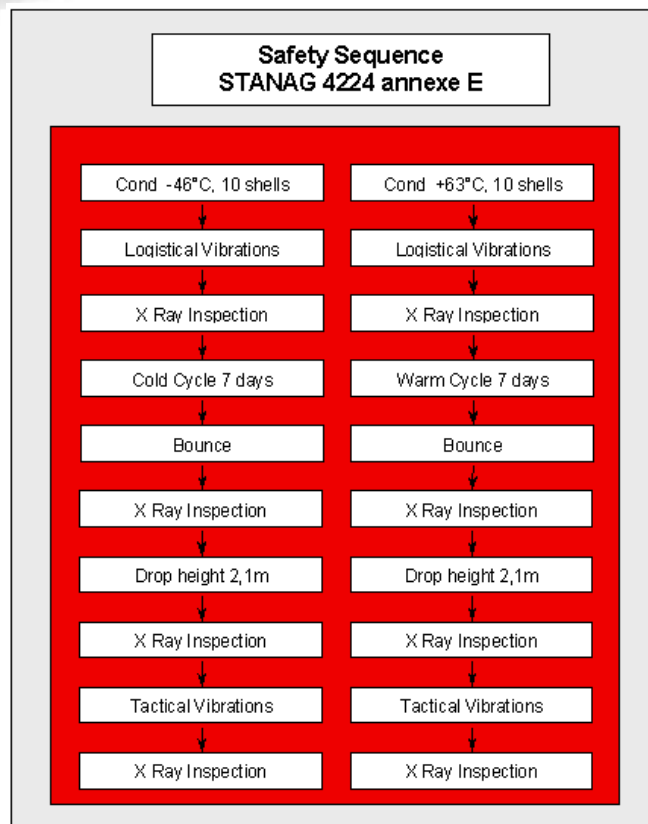 Safety Sequence
STANAG 4224 annexe E
Cond -46°C, 10 shells
Logistical Vibrations
X Ray Inspection
Cold Cycle 7 days
Bounce
X Ray Inspection
Drop height 2,1m
X Ray Inspection
Tactical Vibrations
X Ray Inspection
Cond +63°C, 10 shells
Logistical Vibrations
X Ray Inspection
Warm Cycle 7 days
Bounce
X Ray Inspection
Drop height 2,1m
X Ray Inspection
Tactical Vibrations
X Ray Inspection